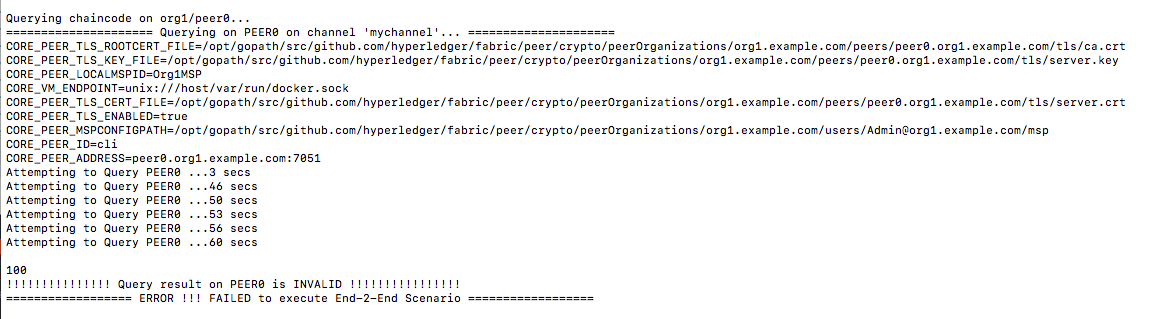 Querying chaincode on org1/peer0...
===================== Querying on PEER0 on channel 'mychannel'... =====================
CORE_PEER_TLS_ROOTCERT_FILE=/opt/gopath/src/github.com/hyperledger/fabric/peer/crypto/peerOrganizations/org1.example.com/peers/peer0.org1.example.com/tls/ca.crt
CORE_PEER_TLS_KEY_FILE=/opt/gopath/src/github.com/hyperledger/fabric/peer/crypto/peerOrganizations/org1.example.com/peers/peer0.org1.example.com/tls/server.key
CORE_PEER_LOCALMSPID=Org1MSP
CORE_VM_ENDPOINT=unix:///host/var/run/docker.sock
CORE_PEER_TLS_CERT_FILE=/opt/gopath/src/github.com/hyperledger/fabric/peer/crypto/peerOrganizations/org1.example.com/peers/peer0.org1.example.com/tls/server.crt
CORE_PEER_TLS_ENABLED=true
CORE_PEER_MSPCONFIGPATH=/opt/gopath/src/github.com/hyperledger/fabric/peer/crypto/peerOrganizations/org1.example.com/users/Admin@org1.example.com/msp
CORE_PEER_ID=cli
CORE_PEER_ADDRESS=peer0.org1.example.com:7051
Attempting to Query PEER0 ...3 secs
Attempting to Query PEER0 ...46 secs
Attempting to Query PEER0 ...50 secs
Attempting to Query PEER0 ...53 secs
Attempting to Query PEER0 ...56 secs
Attempting to Query PEER0 ...60 secs
100
!!!!!!!!!!!!!!! Query result on PEER0 is INVALID !!!!!!!!!!!!!!!!
================== ERROR !!! FAILED to execute End-2-End Scenario ==================